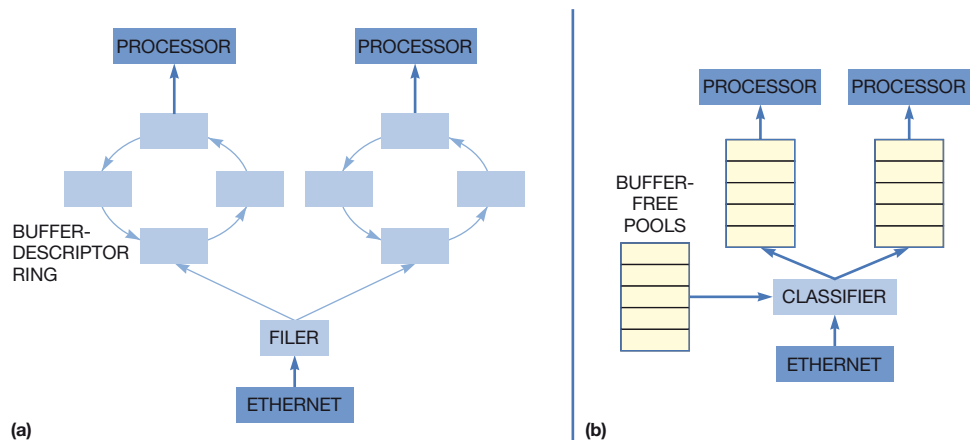 PROCESSOR
PROCESSOR
BUFFER-
DESCRIPTOR
RING
FILER
ETHERNET
(a)
PROCESSOR
PROCESSOR
BUFFER-
FREE
POOLS
CLASSIFIER
ETHERNET
(b)